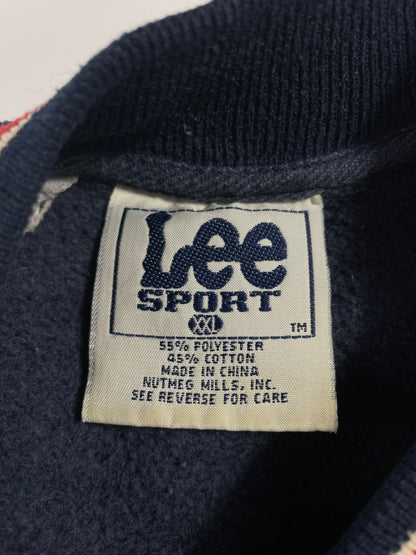 Lee
SPORT
XXL
TM
55% POLYESTER
45% COTTON
MADE IN CHINA
NUTMEG MILLS, INC.
SEE REVERSE FOR CARE